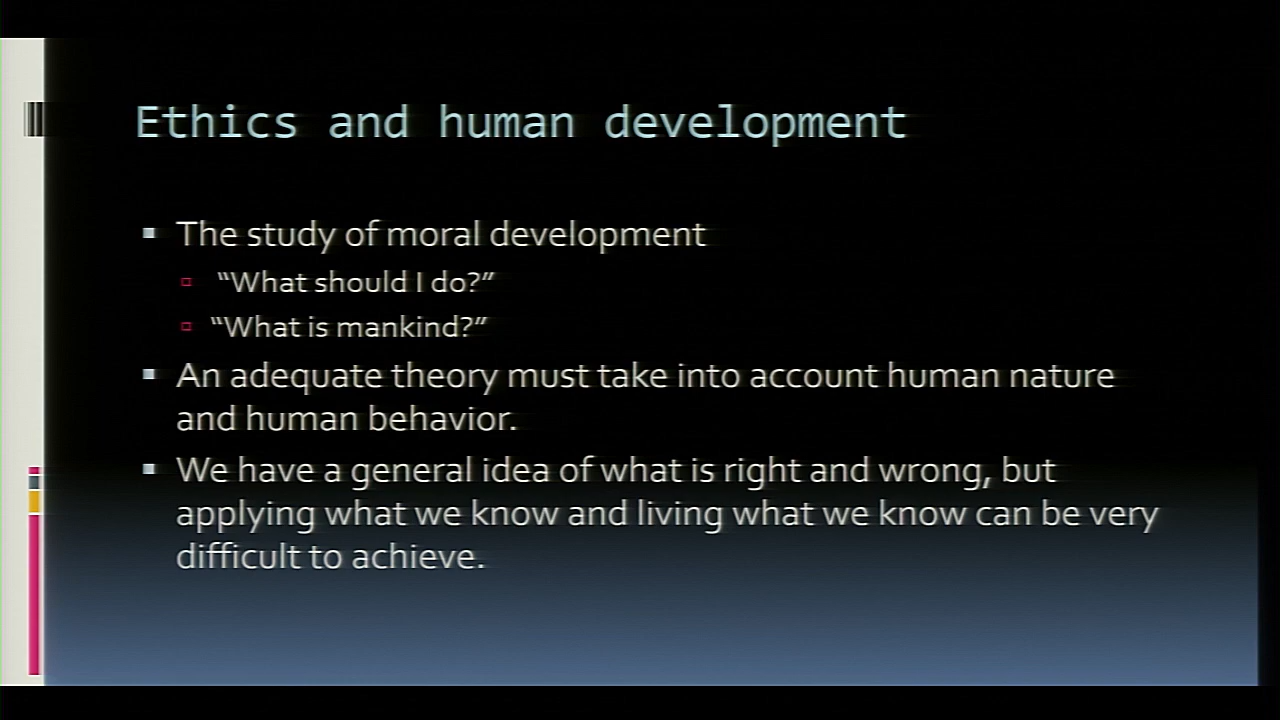 Ethics and human development
The study of moral development
“What should I do?”
“What is mankind?”
An adequate theory must take into account human nature
and human behavior.
We have a general idea of what is right and wrong, but
applying what we know and living what we know can be very
difficult to achieve.